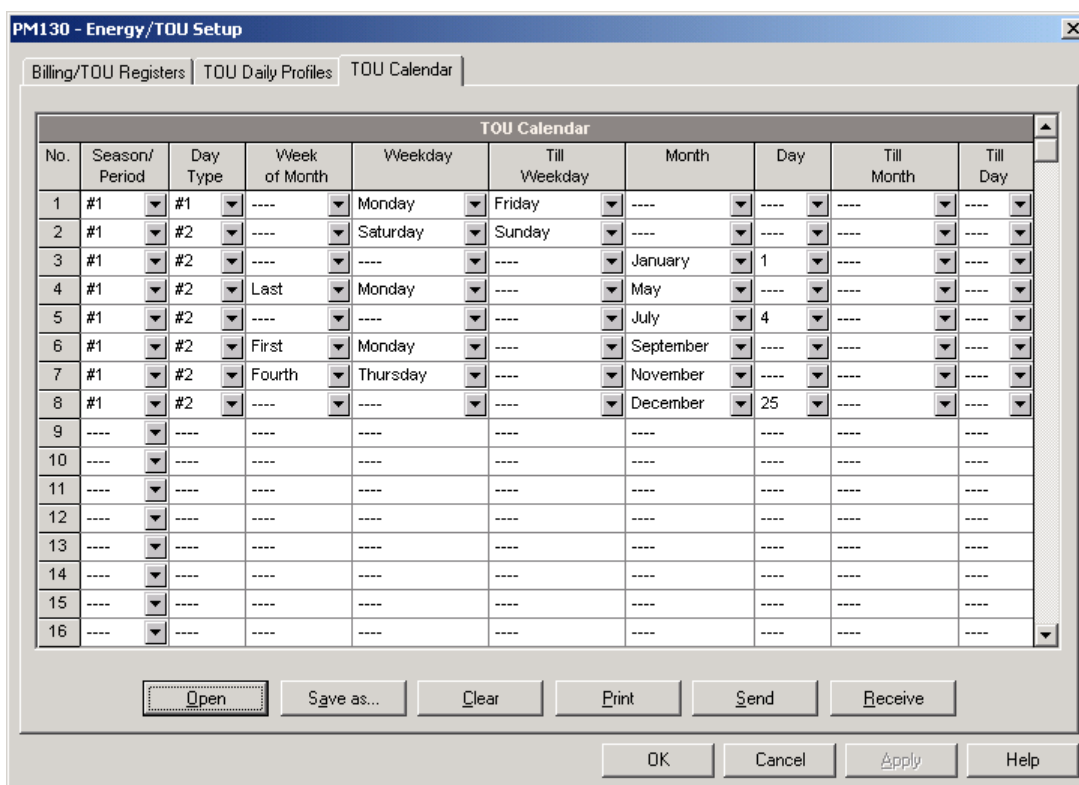 PM130 - Energy/TOU Setup
Billing/TOU Registers TOU Daily Profiles TOU Calendar
TOU Calendar
No. Season/ Period Day Type Week of Month Weekday Till Weekday Month Day Till Month Till Day
1 #1 #1 ---- Monday Friday ---- ---- ---- ----
2 #1 #2 ---- Saturday Sunday ---- ---- ---- ----
3 #1 #2 ---- ---- ---- January 1 ---- ----
4 #1 #2 Last Monday ---- May ---- ---- ----
5 #1 #2 ---- ---- ---- July 4 ---- ----
6 #1 #2 First Monday ---- September ---- ---- ----
7 #1 #2 Fourth Thursday ---- November ---- ---- ----
8 #1 #2 ---- ---- ---- December 25 ---- ----
9 ---- ---- ---- ---- ---- ---- ---- ---- ----
10 ---- ---- ---- ---- ---- ---- ---- ---- ----
11 ---- ---- ---- ---- ---- ---- ---- ---- ----
12 ---- ---- ---- ---- ---- ---- ---- ---- ----
13 ---- ---- ---- ---- ---- ---- ---- ---- ----
14 ---- ---- ---- ---- ---- ---- ---- ---- ----
15 ---- ---- ---- ---- ---- ---- ---- ---- ----
16 ---- ---- ---- ---- ---- ---- ---- ---- ----
Open Save as... Clear Print Send Receive
OK Cancel Apply Help